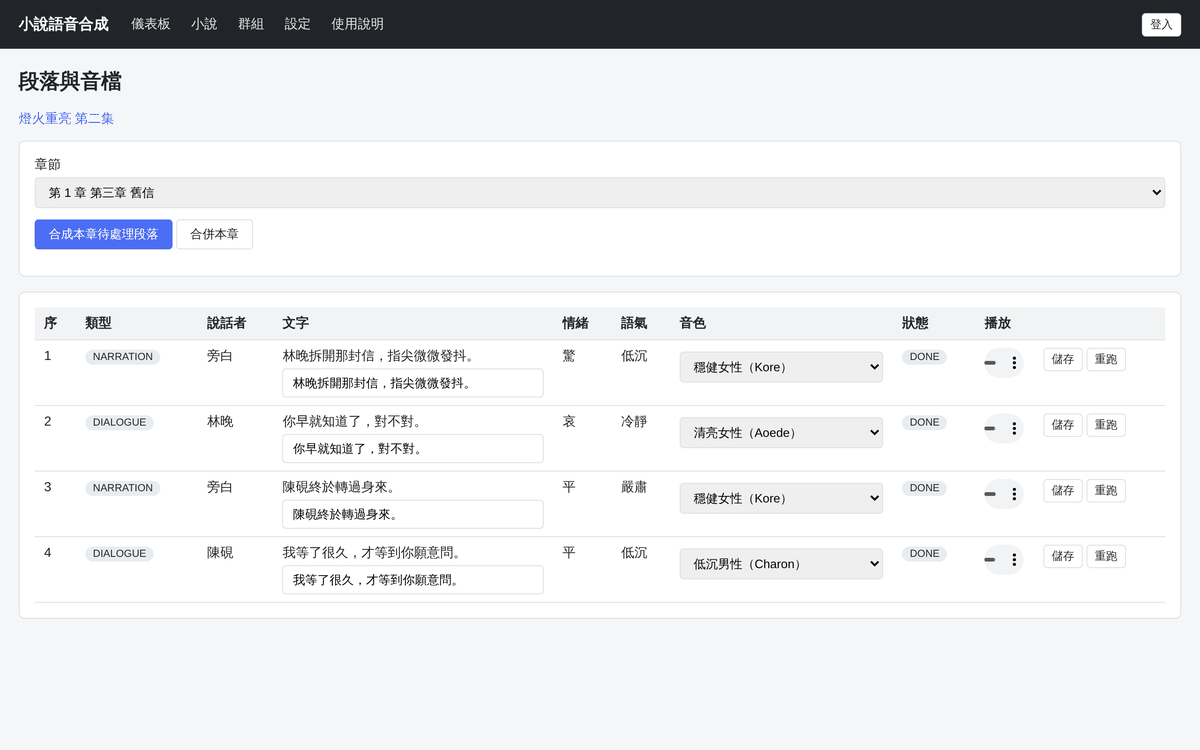 小說語音合成 儀表板 小說 群組 設定 使用說明 登入
段落與音檔
燈火重亮 第二集
章節
第 1 章 第三章 舊信
合成本章待處理段落 合併本章
序 類型 說話者 文字 情緒 語氣 音色 狀態 播放
1 NARRATION 旁白 林晚拆開那封信，指尖微微發抖。 驚 低沉 穩健女性（Kore） DONE 儲存 重跑
林晚拆開那封信，指尖微微發抖。
2 DIALOGUE 林晚 你早就知道了，對不對。 哀 冷靜 清亮女性（Aoede） DONE 儲存 重跑
你早就知道了，對不對。
3 NARRATION 旁白 陳硯終於轉過身來。 平 嚴肅 穩健女性（Kore） DONE 儲存 重跑
陳硯終於轉過身來。
4 DIALOGUE 陳硯 我等了很久，才等到你願意問。 平 低沉 低沉男性（Charon） DONE 儲存 重跑
我等了很久，才等到你願意問。